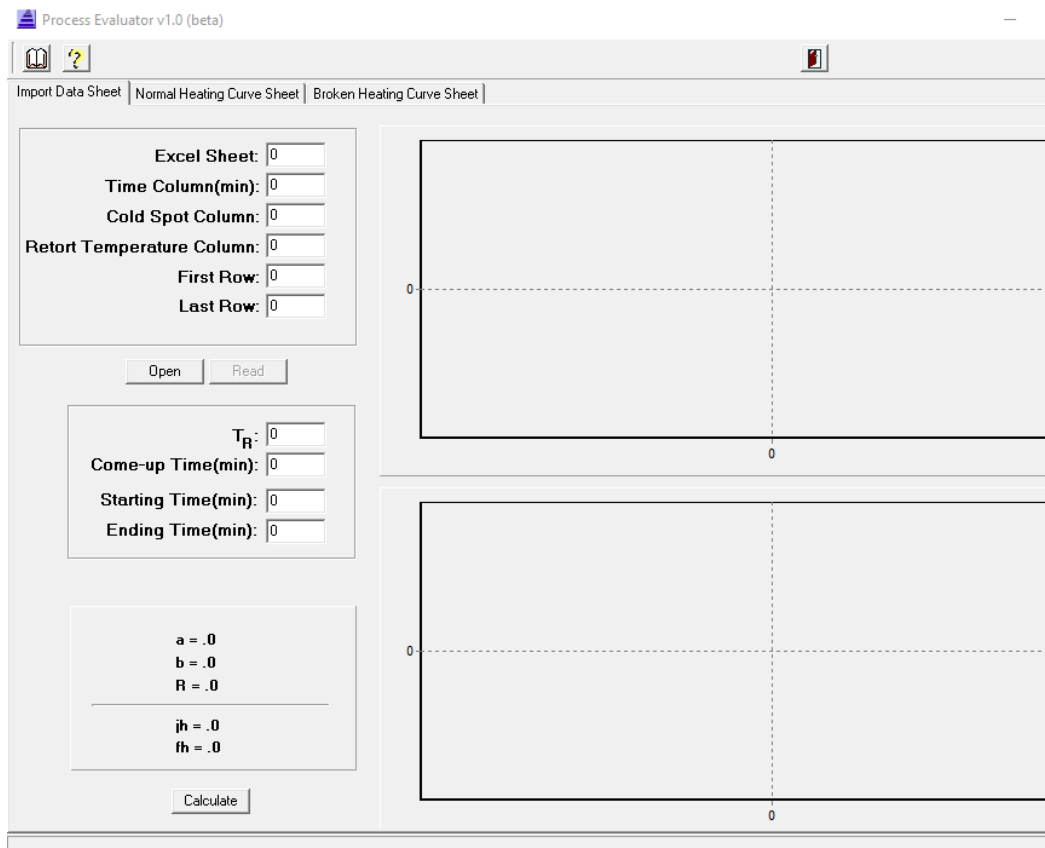 Process Evaluator v1.0 (beta)
Import Data Sheet
Normal Heating Curve Sheet
Broken Heating Curve Sheet
Excel Sheet: 0
Time Column(min): 0
Cold Spot Column: 0
Retort Temperature Column: 0
First Row: 0
Last Row: 0
Open
Read
TR: 0
Come-up Time(min): 0
Starting Time(min): 0
Ending Time(min): 0
a = .0
b = .0
R = .0
jh = .0
fh = .0
Calculate
0
0
0
0